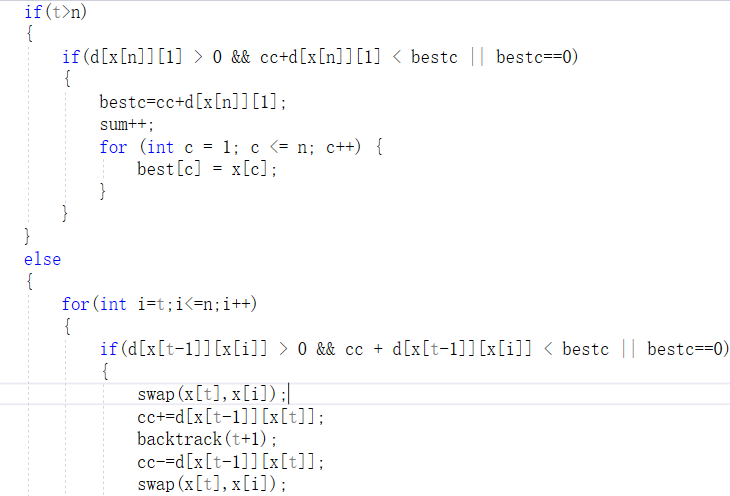 if(t>n)
{
if(d[x[n]][1] > 0 && cc+d[x[n]][1] < bestc || bestc==0)
{
bestc=cc+d[x[n]][1];
sum++;
for (int c = 1; c <= n; c++) {
best[c] = x[c];
}
}
}
else
{
for(int i=t;i<=n;i++)
{
if(d[x[t-1]][x[i]] > 0 && cc + d[x[t-1]][x[i]] < bestc || bestc==0)
{
swap(x[t],x[i]);
cc+=d[x[t-1]][x[t]];
backtrack(t+1);
cc-=d[x[t-1]][x[t]];
swap(x[t],x[i]);